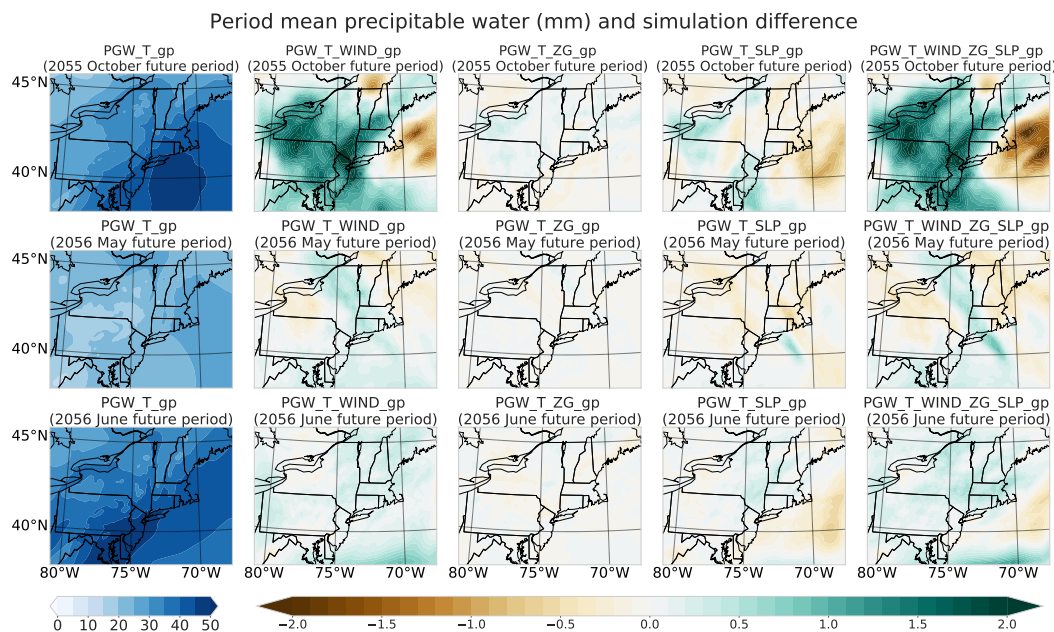 Period mean precipitable water (mm) and simulation difference
PGW_T_gp PGW_T_WIND_gp PGW_T_ZG_gp PGW_T_SLP_gp PGW_T_WIND_ZG_SLP_gp
(2055 October future period) (2055 October future period) (2055 October future period) (2055 October future period) (2055 October future period)
45°N
40°N
PGW_T_gp PGW_T_WIND_gp PGW_T_ZG_gp PGW_T_SLP_gp PGW_T_WIND_ZG_SLP_gp
(2056 May future period) (2056 May future period) (2056 May future period) (2056 May future period) (2056 May future period)
45°N
40°N
PGW_T_gp PGW_T_WIND_gp PGW_T_ZG_gp PGW_T_SLP_gp PGW_T_WIND_ZG_SLP_gp
(2056 June future period) (2056 June future period) (2056 June future period) (2056 June future period) (2056 June future period)
45°N
40°N
80°W 75°W 70°W 80°W 75°W 70°W 80°W 75°W 70°W 80°W 75°W 70°W 80°W 75°W 70°W
0 10 20 30 40 50 −2.0 −1.5 −1.0 −0.5 0.0 0.5 1.0 1.5 2.0